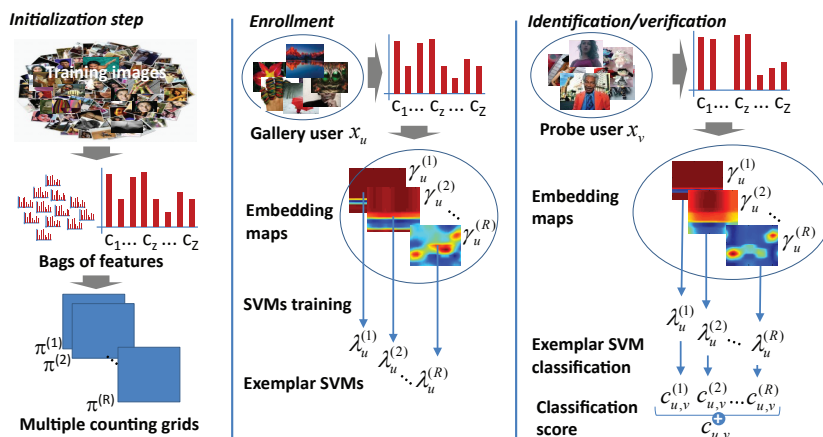 Initialization step
Training images
C1... Cz ... CZ
Bags of features
π(1)
π(2)
...
π(R)
Multiple counting grids
Enrollment
C1... Cz ... CZ
Gallery user xu
γu(1)
γu(2)
...
γu(R)
Embedding
maps
SVMs training
λu(1)
λu(2)
... λu(R)
Exemplar SVMs
Identification/verification
C1... Cz ... CZ
Probe user xv
γu(1)
γu(2)
...
γu(R)
Embedding
maps
λu(1)
λu(2) ... λu(R)
Exemplar SVM
classification
cu,v(1) cu,v(2) ...cu,v(R)
Classification
score
+
cu,v